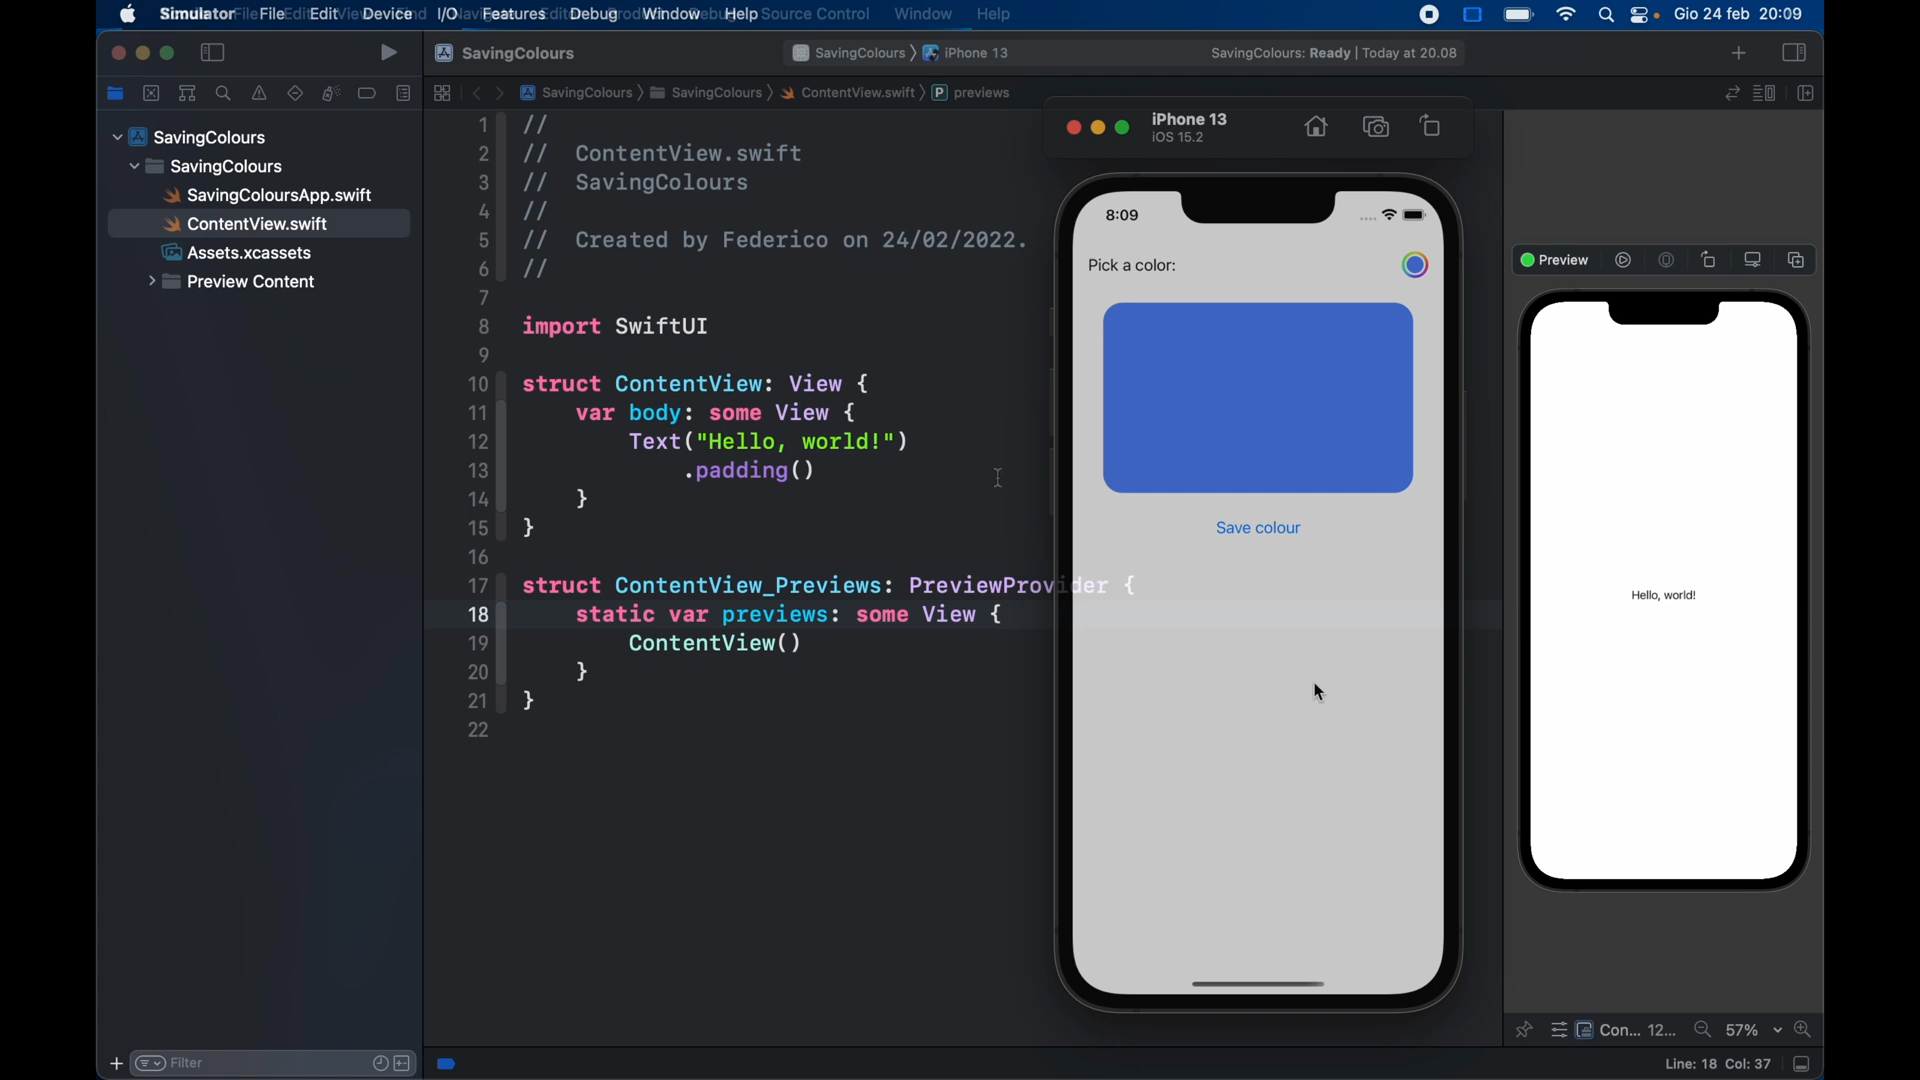 Simulator File Edit Device I/O Features Debug Window Help Source Control Window Help Gio 24 feb 20:09
SavingColours SavingColours iPhone 13 SavingColours: Ready | Today at 20.08
SavingColours SavingColours ContentView.swift P previews
SavingColours
SavingColours
SavingColoursApp.swift
ContentView.swift
Assets.xcassets
Preview Content
Filter
1 //
2 // ContentView.swift
3 // SavingColours
4 //
5 // Created by Federico on 24/02/2022.
6 //
7
8 import SwiftUI
9
10 struct ContentView: View {
11 var body: some View {
12 Text("Hello, world!")
13 .padding()
14 }
15 }
16
17 struct ContentView_Previews: PreviewProvider {
18 static var previews: some View {
19 ContentView()
20 }
21 }
22
iPhone 13
iOS 15.2
8:09
Pick a color:
Save colour
Preview
Hello, world!
Con... 12... 57%
Line: 18 Col: 37